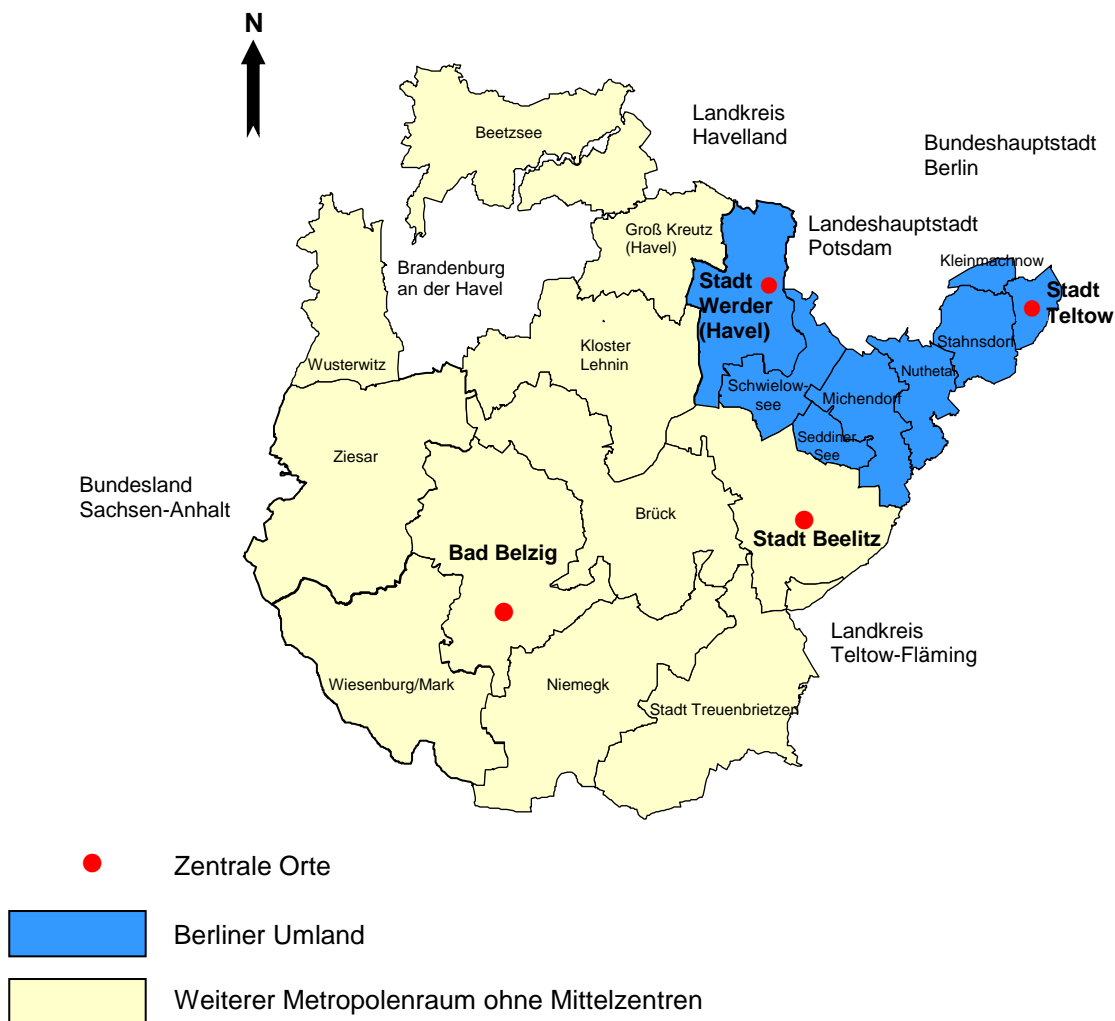 N
Landkreis
Havelland
Beetzsee
Bundeshauptstadt
Berlin
Groß Kreutz
(Havel)
Landeshauptstadt
Potsdam
Kleinmachnow
Brandenburg
an der Havel
Stadt
Werder
(Havel)
Stadt
Teltow
Stahnsdorf
Kloster
Lehnin
Wusterwitz
Nuthetal
Schwielow-
see
Michendorf
Seddiner
See
Ziesar
Bundesland
Sachsen-Anhalt
Brück
Stadt Beelitz
Bad Belzig
Landkreis
Teltow-Fläming
Wiesenburg/Mark
Niemegk
Stadt Treuenbrietzen
Zentrale Orte
Berliner Umland
Weiterer Metropolenraum ohne Mittelzentren